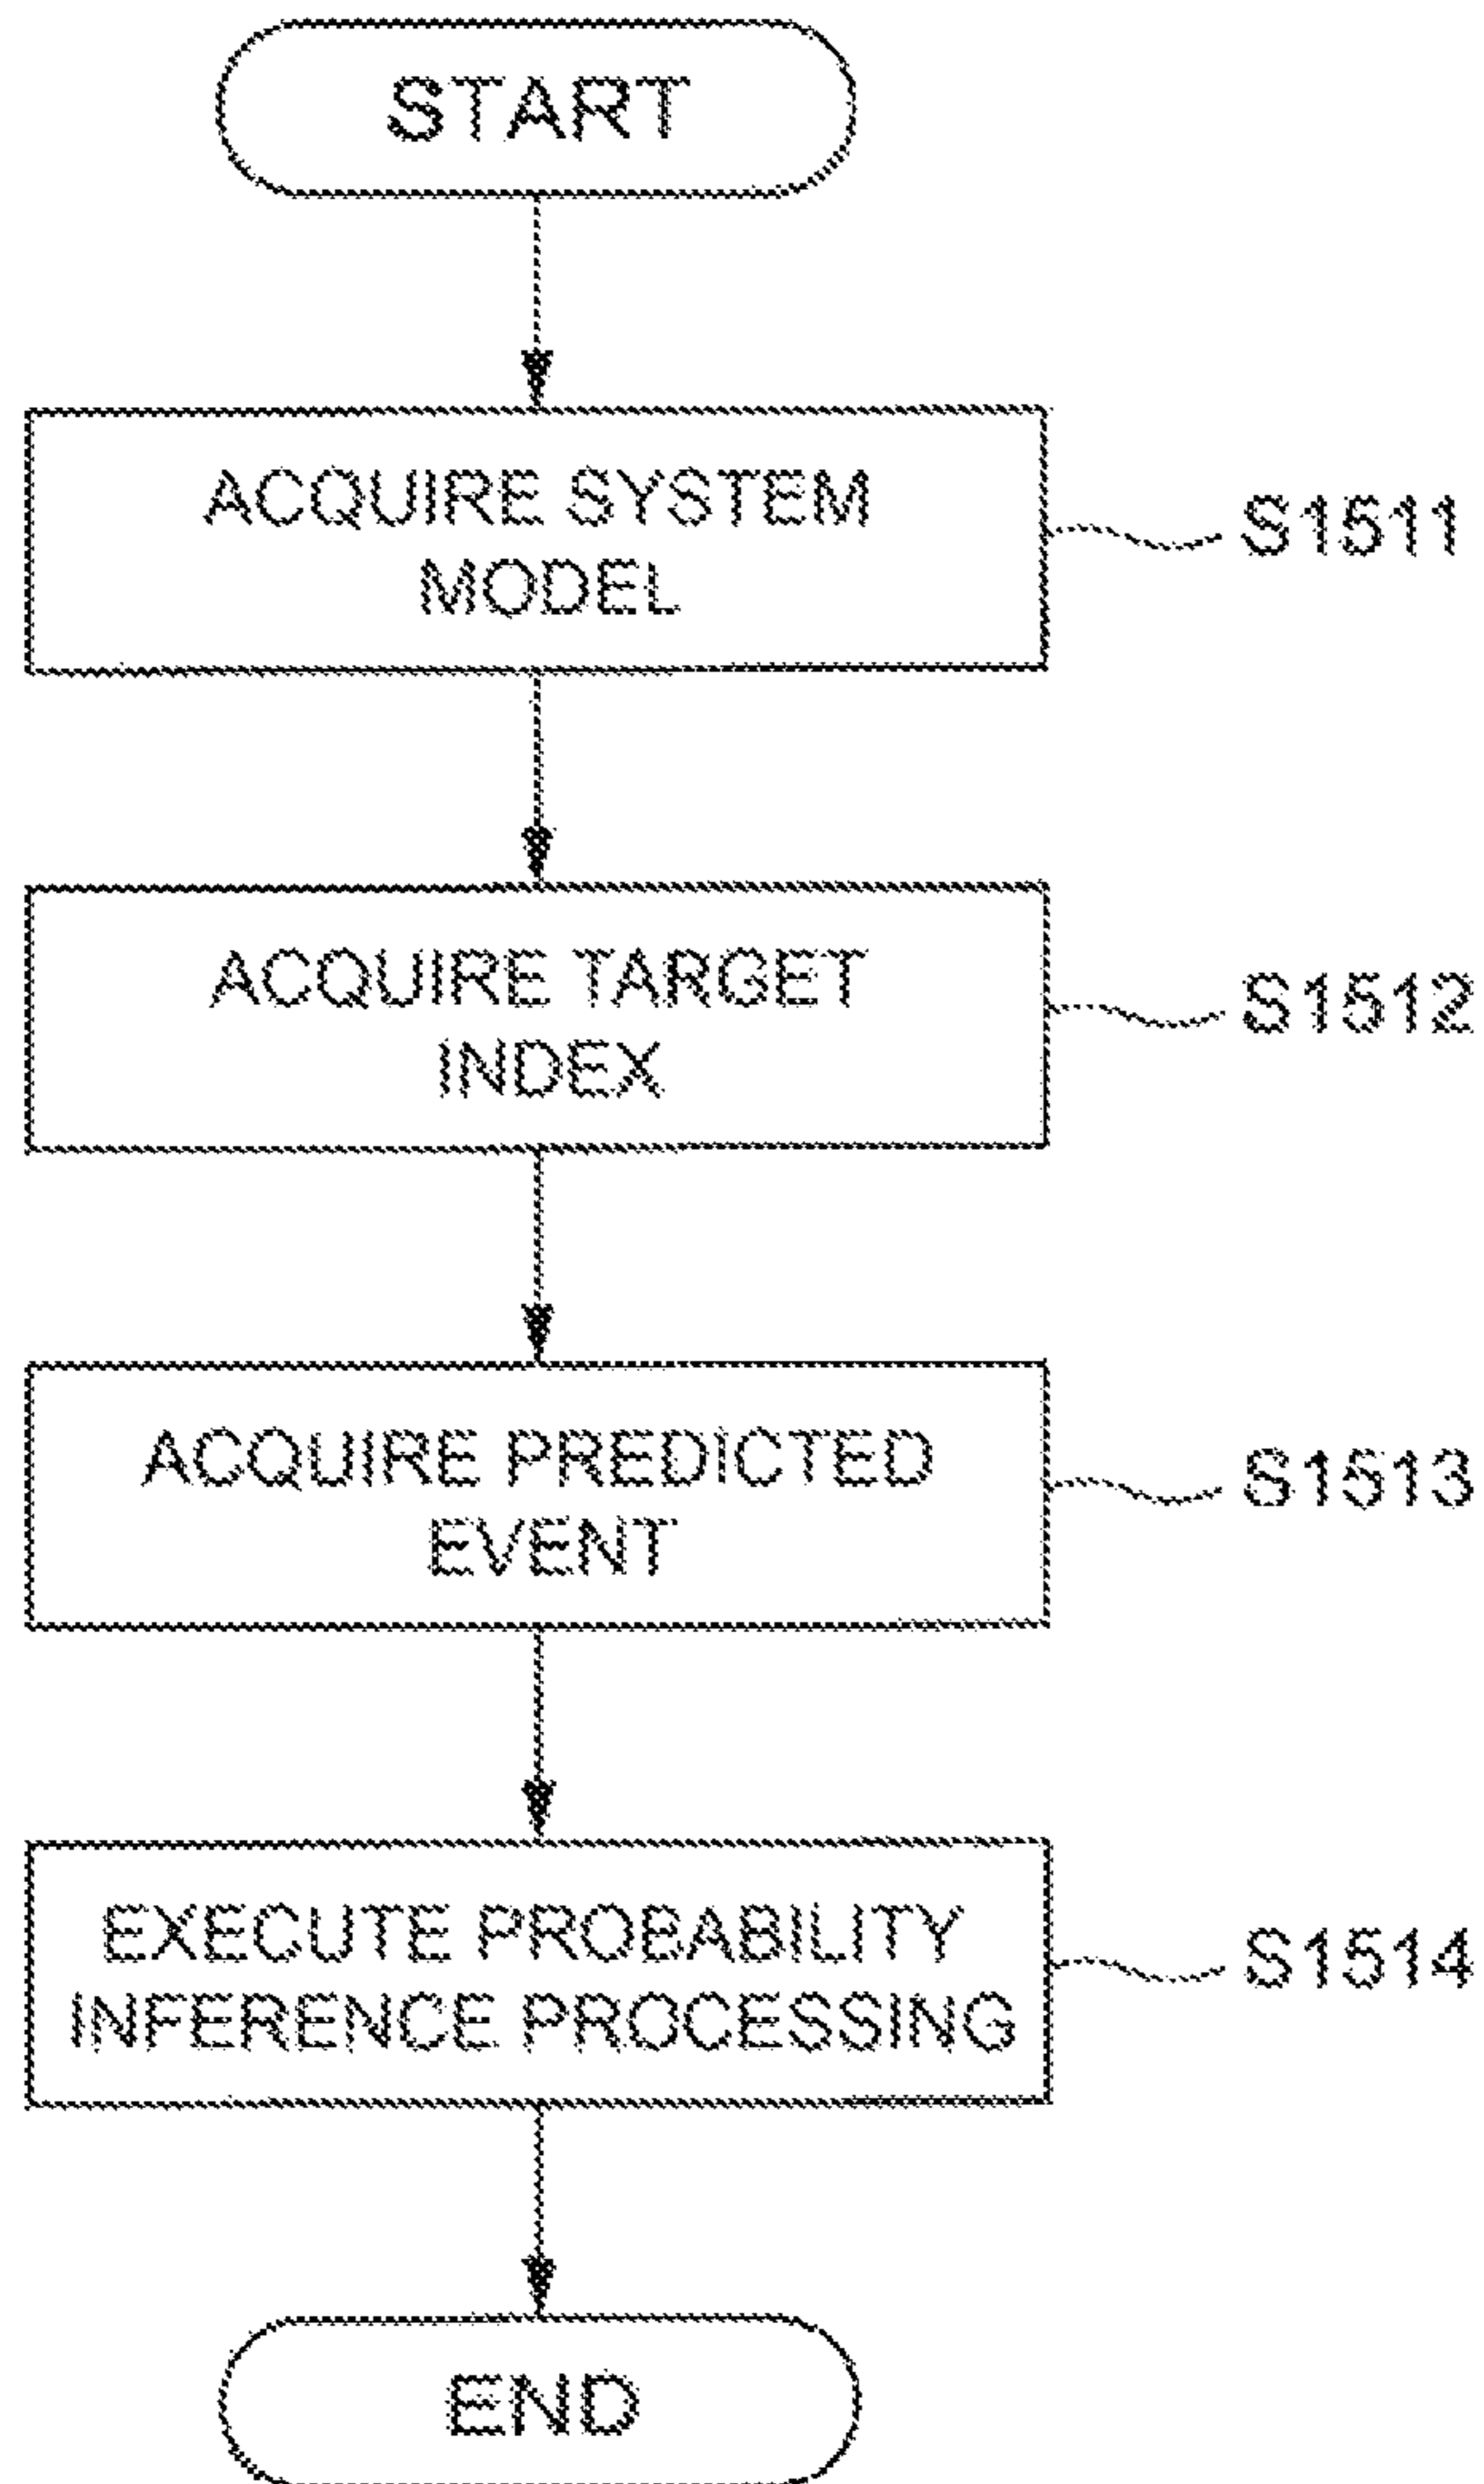 START
ACQUIRE SYSTEM
MODEL
S1511
ACQUIRE TARGET
INDEX
S1512
ACQUIRE PREDICTED
EVENT
S1513
EXECUTE PROBABILITY
INFERENCE PROCESSING
S1514
END